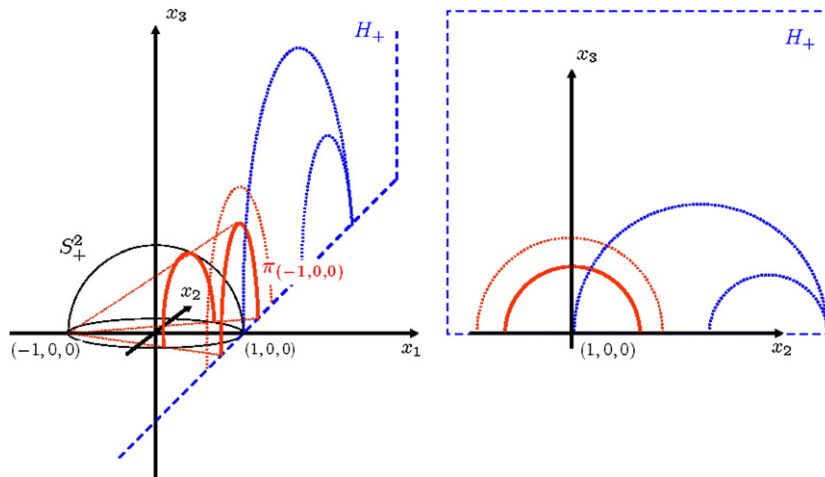 x₃
H₊
S²₊
x₂
π₍₋₁,₀,₀₎
(−1,0,0)
(1,0,0)
x₁
H₊
x₃
(1,0,0)
x₂